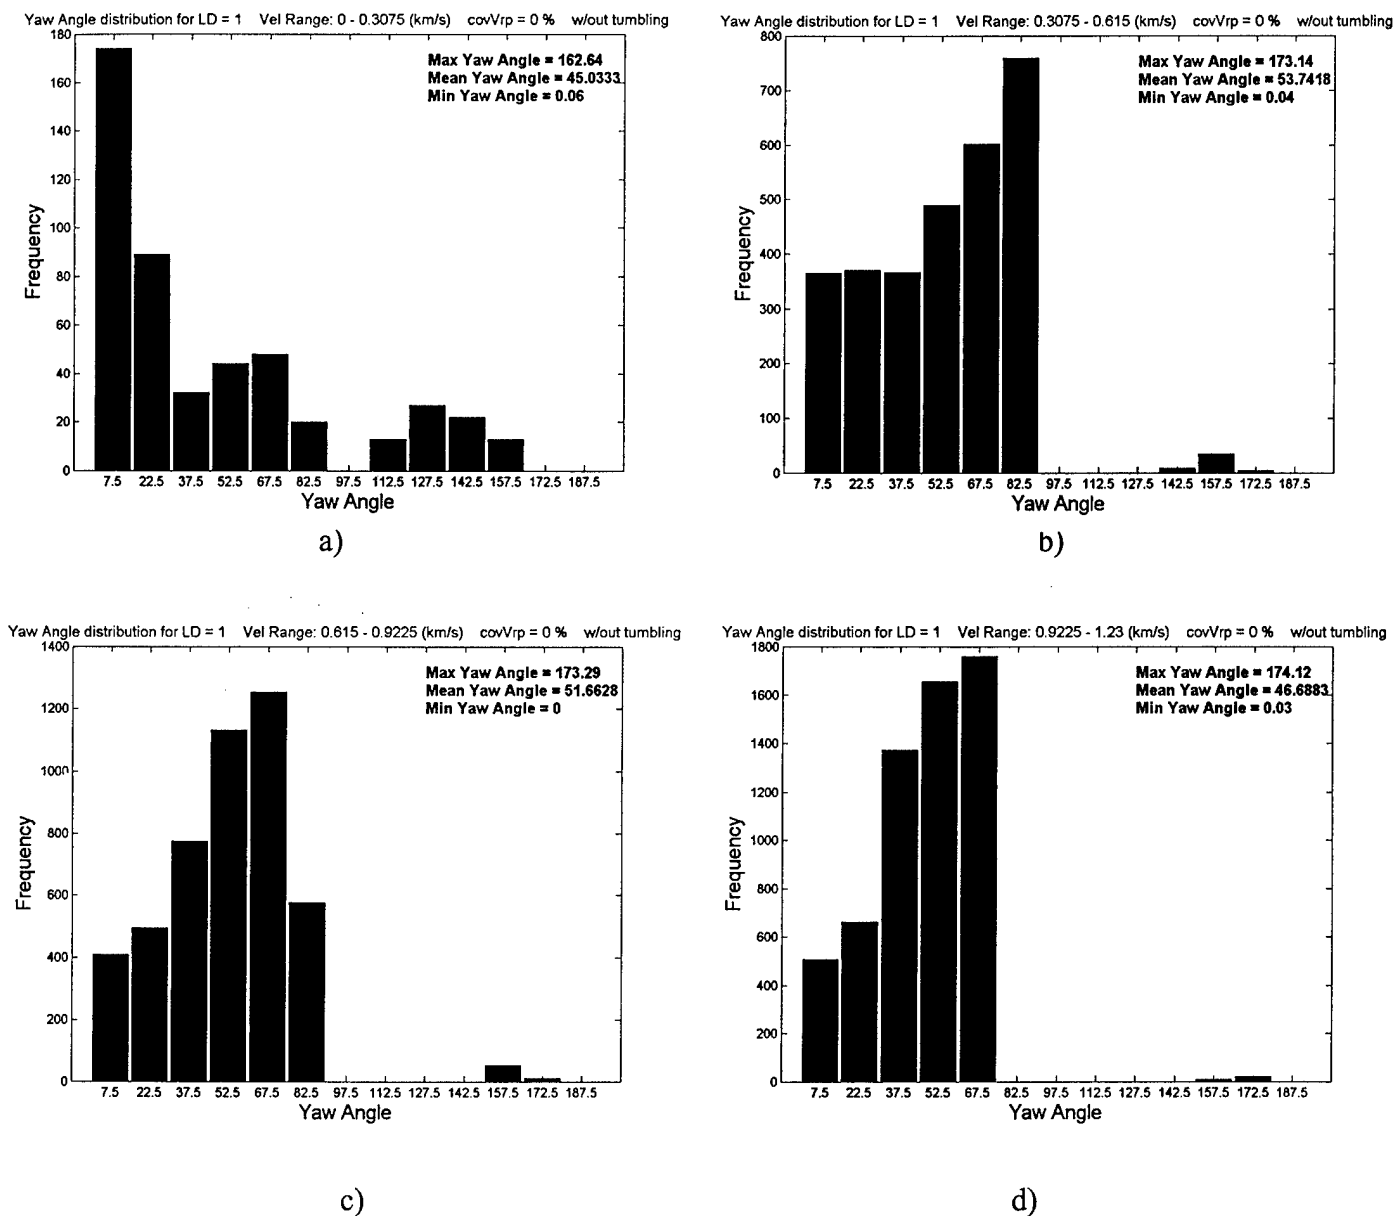 Yaw Angle distribution for LD = 1 Vel Range: 0 - 0.3075 (km/s) covVrp = 0 % w/out tumbling
180
160
140
120
100
80
60
40
20
0
Frequency
Max Yaw Angle = 162.64
Mean Yaw Angle = 45.0333
Min Yaw Angle = 0.06
7.5 22.5 37.5 52.5 67.5 82.5 97.5 112.5 127.5 142.5 157.5 172.5 187.5
Yaw Angle
a)
Yaw Angle distribution for LD = 1 Vel Range: 0.3075 - 0.615 (km/s) covVrp = 0 % w/out tumbling
800
700
600
500
400
300
200
100
0
Frequency
Max Yaw Angle = 173.14
Mean Yaw Angle = 53.7418
Min Yaw Angle = 0.04
7.5 22.5 37.5 52.5 67.5 82.5 97.5 112.5 127.5 142.5 157.5 172.5 187.5
Yaw Angle
b)
Yaw Angle distribution for LD = 1 Vel Range: 0.615 - 0.9225 (km/s) covVrp = 0 % w/out tumbling
1400
1200
1000
800
600
400
200
0
Frequency
Max Yaw Angle = 173.29
Mean Yaw Angle = 51.6628
Min Yaw Angle = 0
7.5 22.5 37.5 52.5 67.5 82.5 97.5 112.5 127.5 142.5 157.5 172.5 187.5
Yaw Angle
c)
Yaw Angle distribution for LD = 1 Vel Range: 0.9225 - 1.23 (km/s) covVrp = 0 % w/out tumbling
1800
1600
1400
1200
1000
800
600
400
200
0
Frequency
Max Yaw Angle = 174.12
Mean Yaw Angle = 46.6883
Min Yaw Angle = 0.03
7.5 22.5 37.5 52.5 67.5 82.5 97.5 112.5 127.5 142.5 157.5 172.5 187.5
Yaw Angle
d)